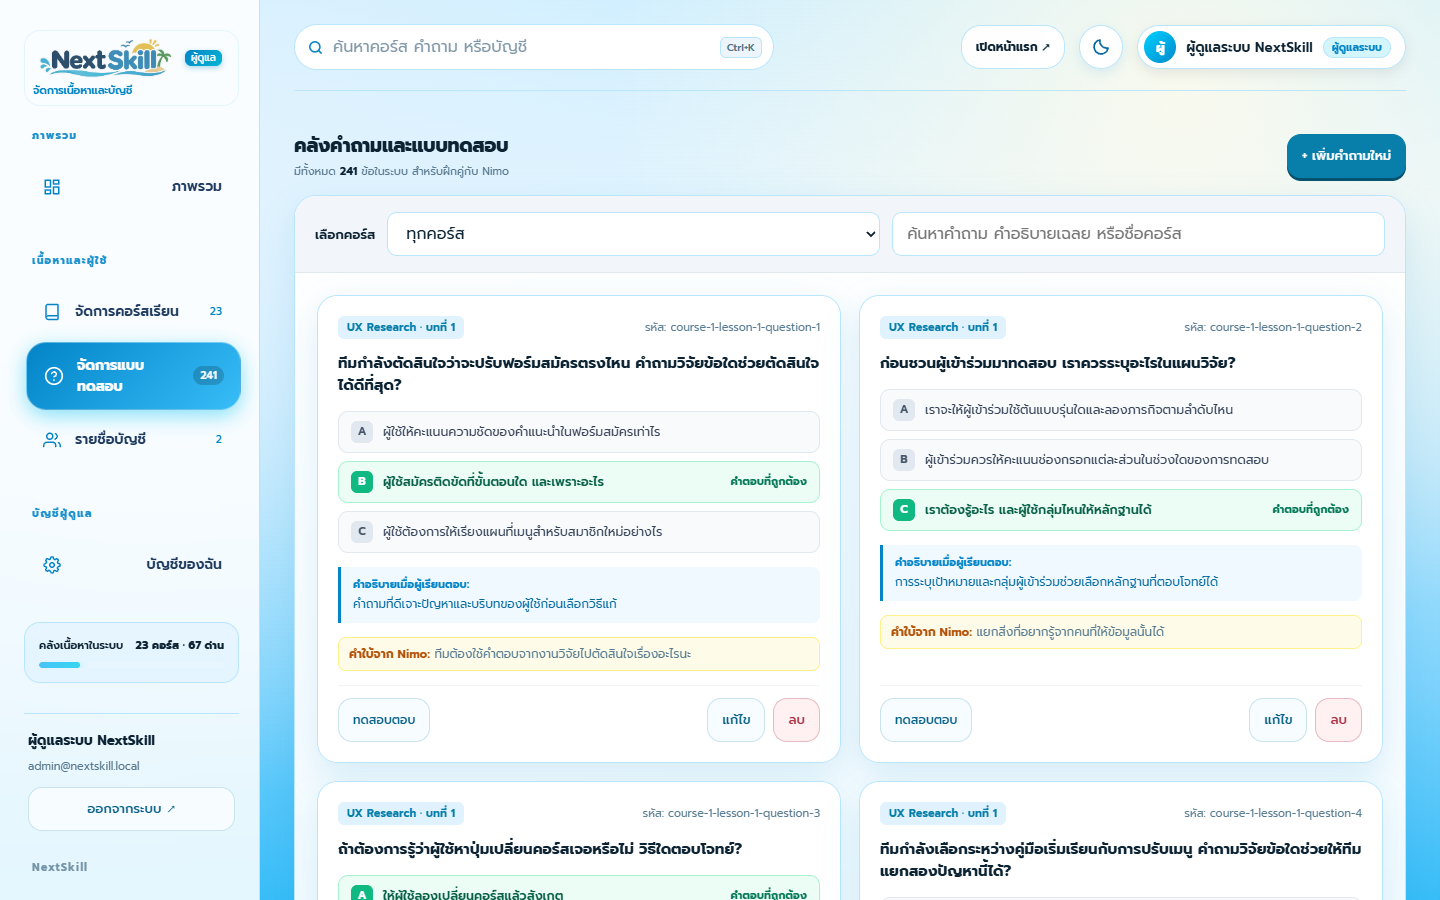 NextSkill
ผู้ดูแล
จัดการเนื้อหาและบัญชี
ภาพรวม
ภาพรวม
เนื้อหาและผู้ใช้
จัดการคอร์สเรียน 23
จัดการแบบ
ทดสอบ
241
รายชื่อบัญชี 2
บัญชีผู้ดูแล
บัญชีของฉัน
คลังเนื้อหาในระบบ 23 คอร์ส · 67 ด่าน
ผู้ดูแลระบบ NextSkill
admin@nextskill.local
ออกจากระบบ ↗
NextSkill
ค้นหาคอร์ส คำถาม หรือบัญชี Ctrl+K
เปิดหน้าแรก ↗
ผู้ ผู้ดูแลระบบ NextSkill ผู้ดูแลระบบ
คลังคำถามและแบบทดสอบ
มีทั้งหมด 241 ข้อในระบบ สำหรับฝึกคู่กับ Nimo
+ เพิ่มคำถามใหม่
เลือกคอร์ส ทุกคอร์ส ค้นหาคำถาม คำอธิบายเฉลย หรือชื่อคอร์ส
UX Research · บทที่ 1 รหัส: course-1-lesson-1-question-1
ทีมกำลังตัดสินใจว่าจะปรับฟอร์มสมัครตรงไหน คำถามวิจัยข้อใดช่วยตัดสินใจ
ได้ดีที่สุด?
A ผู้ใช้ให้คะแนนความชัดของคำแนะนำในฟอร์มสมัครเท่าไร
B ผู้ใช้สมัครติดขัดที่ขั้นตอนใด และเพราะอะไร คำตอบที่ถูกต้อง
C ผู้ใช้ต้องการให้เรียงแผนที่เมนูสำหรับสมาชิกใหม่อย่างไร
คำอธิบายเมื่อผู้เรียนตอบ:
คำถามที่ดีเจาะปัญหาและบริบทของผู้ใช้ก่อนเลือกวิธีแก้
คำใบ้จาก Nimo: ทีมต้องใช้คำตอบจากงานวิจัยไปตัดสินใจเรื่องอะไรนะ
ทดสอบตอบ แก้ไข ลบ
UX Research · บทที่ 1 รหัส: course-1-lesson-1-question-2
ก่อนชวนผู้เข้าร่วมมาทดสอบ เราควรระบุอะไรในแผนวิจัย?
A เราจะให้ผู้เข้าร่วมใช้ต้นแบบรุ่นใดและลองภารกิจตามลำดับไหน
B ผู้เข้าร่วมควรให้คะแนนช่องกรอกแต่ละส่วนในช่วงใดของการทดสอบ
C เราต้องรู้อะไร และผู้ใช้กลุ่มไหนให้หลักฐานได้ คำตอบที่ถูกต้อง
คำอธิบายเมื่อผู้เรียนตอบ:
การระบุเป้าหมายและกลุ่มผู้เข้าร่วมช่วยเลือกหลักฐานที่ตอบโจทย์ได้
คำใบ้จาก Nimo: แยกสิ่งที่อยากรู้จากคนที่ให้ข้อมูลนั้นได้
ทดสอบตอบ แก้ไข ลบ
UX Research · บทที่ 1 รหัส: course-1-lesson-1-question-3
ถ้าต้องการรู้ว่าผู้ใช้หาปุ่มเปลี่ยนคอร์สเจอหรือไม่ วิธีใดตอบโจทย์?
A ให้ผู้ใช้ลองเปลี่ยนคอร์สแล้วสังเกต คำตอบที่ถูกต้อง
UX Research · บทที่ 1 รหัส: course-1-lesson-1-question-4
ทีมกำลังเลือกระหว่างคู่มือเริ่มเรียนกับการปรับเมนู คำถามวิจัยข้อใดช่วยให้ทีม
แยกสองปัญหานี้ได้?